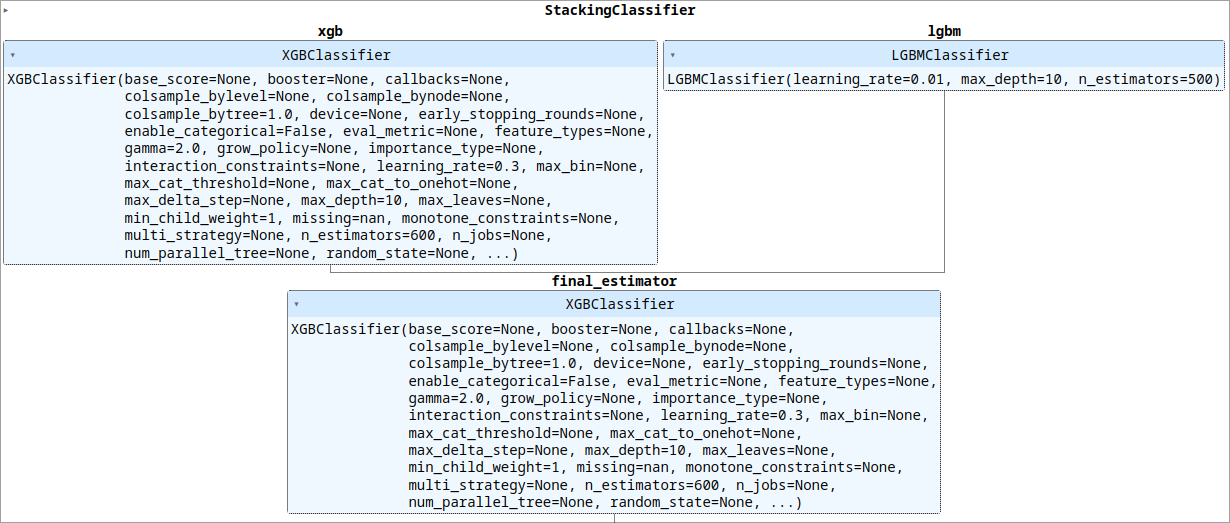 StackingClassifier
xgb
XGBClassifier
XGBClassifier(base_score=None, booster=None, callbacks=None,
colsample_bylevel=None, colsample_bynode=None,
colsample_bytree=1.0, device=None, early_stopping_rounds=None,
enable_categorical=False, eval_metric=None, feature_types=None,
gamma=2.0, grow_policy=None, importance_type=None,
interaction_constraints=None, learning_rate=0.3, max_bin=None,
max_cat_threshold=None, max_cat_to_onehot=None,
max_delta_step=None, max_depth=10, max_leaves=None,
min_child_weight=1, missing=nan, monotone_constraints=None,
multi_strategy=None, n_estimators=600, n_jobs=None,
num_parallel_tree=None, random_state=None, ...)
lgbm
LGBMClassifier
LGBMClassifier(learning_rate=0.01, max_depth=10, n_estimators=500)
final_estimator
XGBClassifier
XGBClassifier(base_score=None, booster=None, callbacks=None,
colsample_bylevel=None, colsample_bynode=None,
colsample_bytree=1.0, device=None, early_stopping_rounds=None,
enable_categorical=False, eval_metric=None, feature_types=None,
gamma=2.0, grow_policy=None, importance_type=None,
interaction_constraints=None, learning_rate=0.3, max_bin=None,
max_cat_threshold=None, max_cat_to_onehot=None,
max_delta_step=None, max_depth=10, max_leaves=None,
min_child_weight=1, missing=nan, monotone_constraints=None,
multi_strategy=None, n_estimators=600, n_jobs=None,
num_parallel_tree=None, random_state=None, ...)